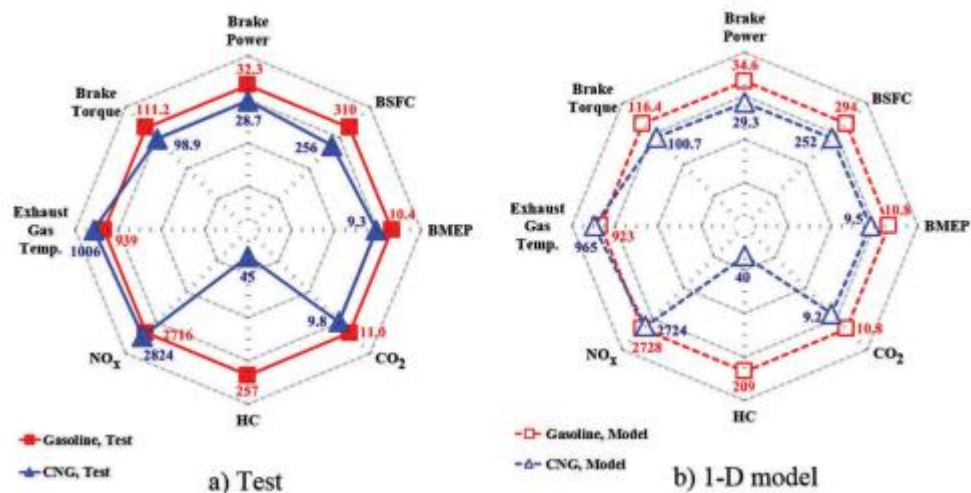 Brake
Power
32.3
Brake
Torque
111.2
310
BSFC
28.7
98.9
256
Exhaust
Gas
Temp.
939
1006
9.3
10.4
BMEP
45
9.8
11.0
CO2
NOx
2716
2824
257
HC
Gasoline, Test
CNG, Test
a) Test
Brake
Power
34.6
Brake
Torque
116.4
294
BSFC
29.3
100.7
252
Exhaust
Gas
Temp.
923
965
9.5
10.8
BMEP
40
9.2
10.8
CO2
NOx
2724
2728
209
HC
Gasoline, Model
CNG, Model
b) 1-D model